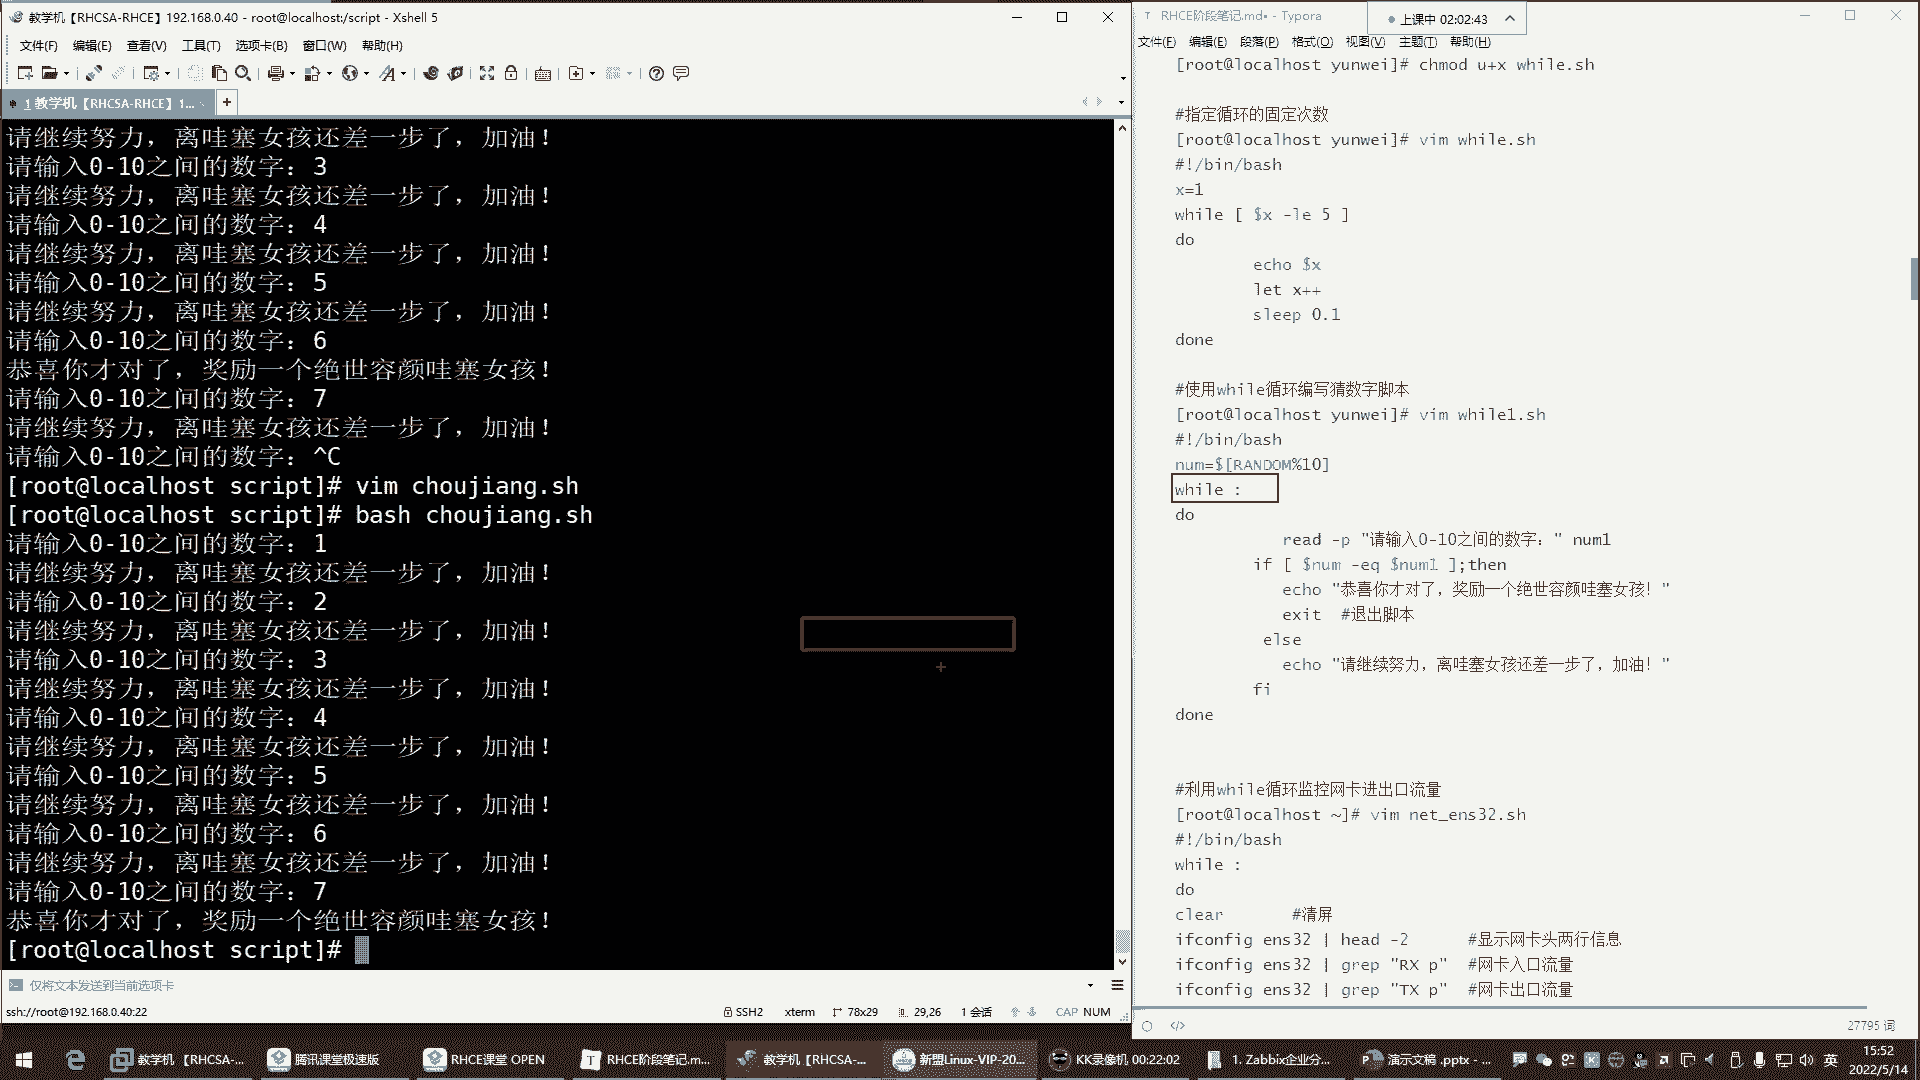 教学机【RHCSA-RHCE】192.168.0.40 - root@localhost:/script - Xshell 5
文件(F) 编辑(E) 查看(V) 工具(T) 选项卡(B) 窗口(W) 帮助(H)
1 教学机【RHCSA-RHCE】1...
请继续努力，离哇塞女孩还差一步了，加油！
请输入0-10之间的数字：3
请继续努力，离哇塞女孩还差一步了，加油！
请输入0-10之间的数字：4
请继续努力，离哇塞女孩还差一步了，加油！
请输入0-10之间的数字：5
请继续努力，离哇塞女孩还差一步了，加油！
请输入0-10之间的数字：6
恭喜你才对了，奖励一个绝世容颜哇塞女孩！
请输入0-10之间的数字：7
请继续努力，离哇塞女孩还差一步了，加油！
请输入0-10之间的数字：^C
[root@localhost script]# vim choujiang.sh
[root@localhost script]# bash choujiang.sh
请输入0-10之间的数字：1
请继续努力，离哇塞女孩还差一步了，加油！
请输入0-10之间的数字：2
请继续努力，离哇塞女孩还差一步了，加油！
请输入0-10之间的数字：3
请继续努力，离哇塞女孩还差一步了，加油！
请输入0-10之间的数字：4
请继续努力，离哇塞女孩还差一步了，加油！
请输入0-10之间的数字：5
请继续努力，离哇塞女孩还差一步了，加油！
请输入0-10之间的数字：6
请继续努力，离哇塞女孩还差一步了，加油！
请输入0-10之间的数字：7
恭喜你才对了，奖励一个绝世容颜哇塞女孩！
[root@localhost script]#
仅将文本发送到当前选项卡
ssh://root@192.168.0.40:22 SSH2 xterm 78x29 29,26 1 会话 CAP NUM
RHCE阶段笔记.md• - Typora
上课中 02:02:43
文件(F) 编辑(E) 段落(P) 格式(O) 视图(V) 主题(T) 帮助(H)
[root@localhost yunwei]# chmod u+x while.sh
#指定循环的固定次数
[root@localhost yunwei]# vim while.sh
#!/bin/bash
x=1
while [ $x -le 5 ]
do
echo $x
let x++
sleep 0.1
done
#使用while循环编写猜数字脚本
[root@localhost yunwei]# vim while1.sh
#!/bin/bash
num=$[RANDOM%10]
while :
do
read -p "请输入0-10之间的数字：" num1
if [ $num -eq $num1 ];then
echo "恭喜你才对了，奖励一个绝世容颜哇塞女孩！"
exit #退出脚本
else
echo "请继续努力，离哇塞女孩还差一步了，加油！"
fi
done
#利用while循环监控网卡进出口流量
[root@localhost ~]# vim net_ens32.sh
#!/bin/bash
while :
do
clear #清屏
ifconfig ens32 | head -2 #显示网卡头两行信息
ifconfig ens32 | grep "RX p" #网卡入口流量
ifconfig ens32 | grep "TX p" #网卡出口流量
27795 词
教学机【RHCSA-... 腾讯课堂极速版 RHCE课堂 OPEN RHCE阶段笔记.m... 教学机【RHCSA-... 新盟Linux-VIP-20... KK录像机 00:22:02 1. Zabbix企业分... 演示文稿 .pptx - ... 英
15:52
2022/5/14